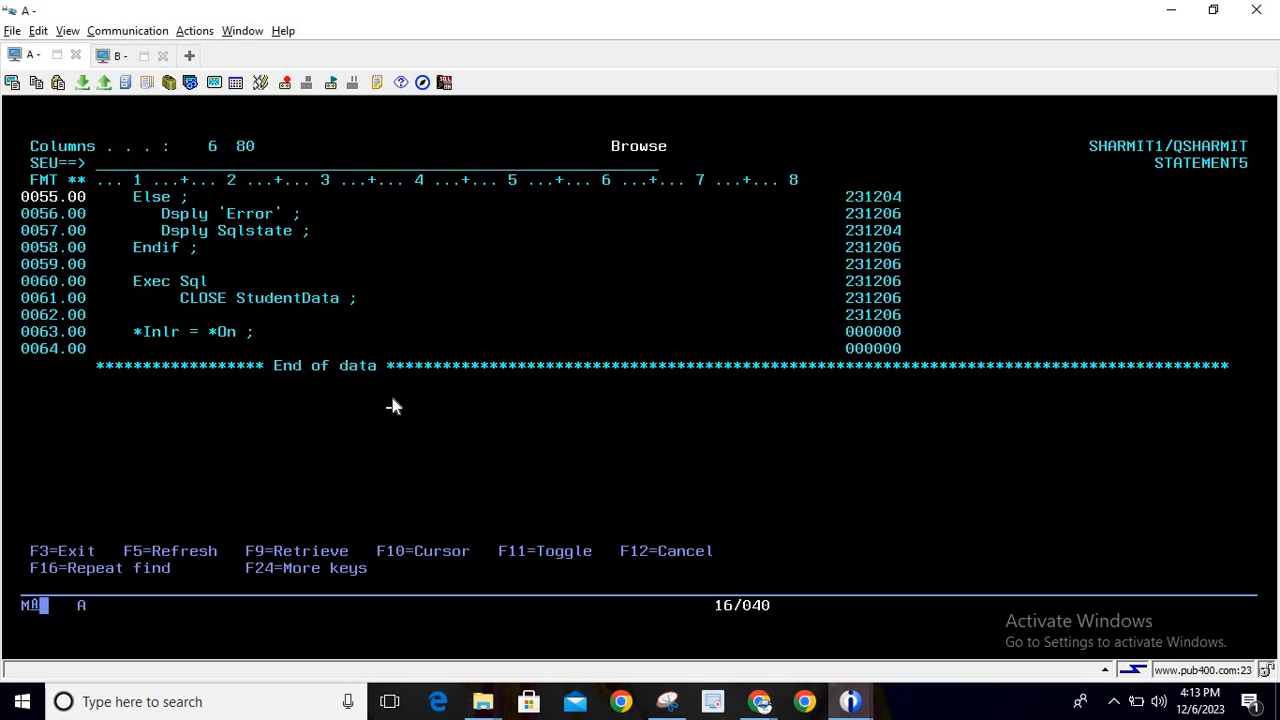 A -
File Edit View Communication Actions Window Help
A - B -
Columns . . . : 6 80 Browse SHARMIT1/QSHARMIT
SEU==> STATEMENT5
FMT ** ... 1 ...+... 2 ...+... 3 ...+... 4 ...+... 5 ...+... 6 ...+... 7 ...+... 8
0055.00 Else ; 231204
0056.00 Dsply 'Error' ; 231206
0057.00 Dsply Sqlstate ; 231204
0058.00 Endif ; 231206
0059.00 231206
0060.00 Exec Sql 231206
0061.00 CLOSE StudentData ; 231206
0062.00 231206
0063.00 *Inlr = *On ; 000000
0064.00 000000
****************** End of data ******************************************************************************************
F3=Exit F5=Refresh F9=Retrieve F10=Cursor F11=Toggle F12=Cancel
F16=Repeat find F24=More keys
A 16/040
Activate Windows
Go to Settings to activate Windows.
www.pub400.com:23
Type here to search
4:13 PM
12/6/2023
1